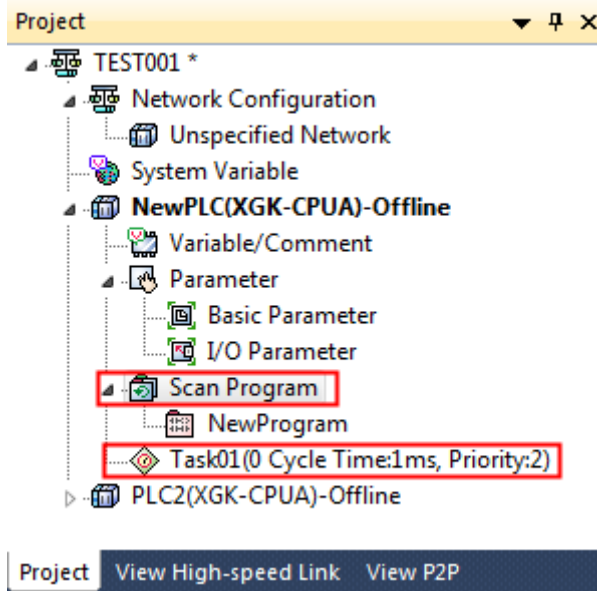 Project
TEST001 *
Network Configuration
Unspecified Network
System Variable
NewPLC(XGK-CPUA)-Offline
Variable/Comment
Parameter
Basic Parameter
I/O Parameter
Scan Program
NewProgram
Task01(0 Cycle Time:1ms, Priority:2)
PLC2(XGK-CPUA)-Offline
Project View High-speed Link View P2P